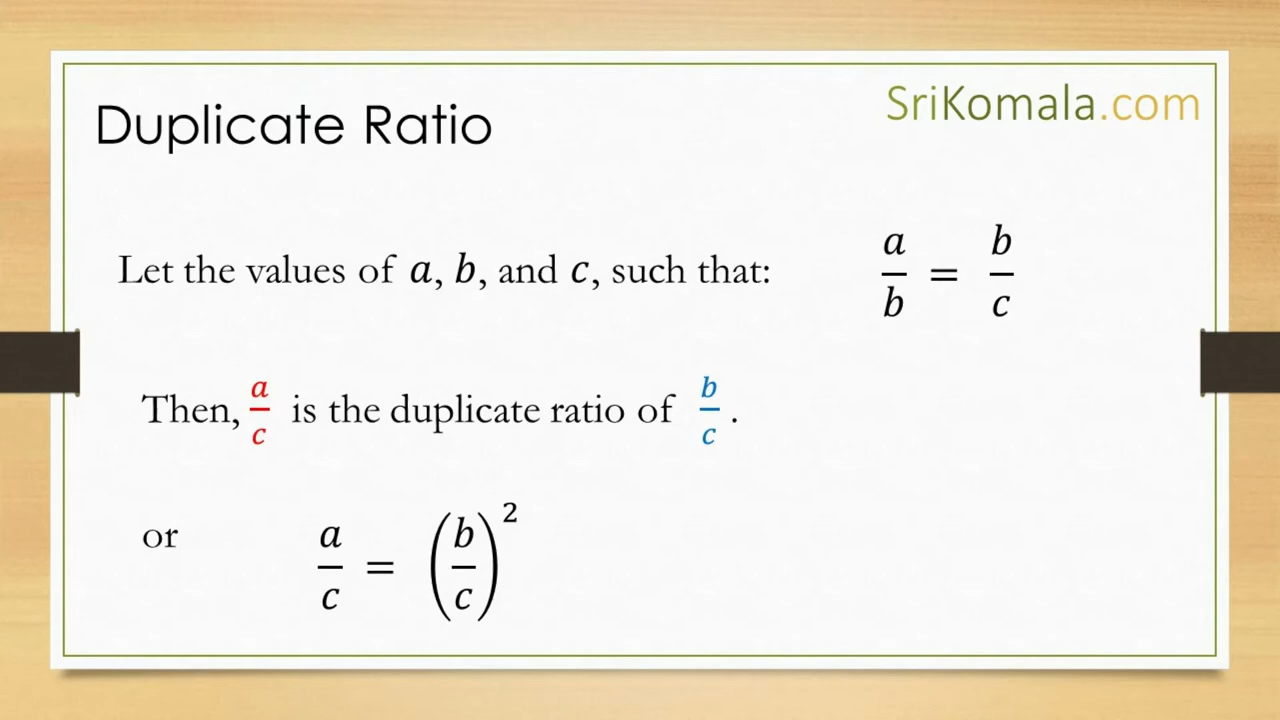 Duplicate Ratio
SriKomala.com
Let the values of a, b, and c, such that: a/b = b/c
Then, a/c is the duplicate ratio of b/c .
or a/c = (b/c)²